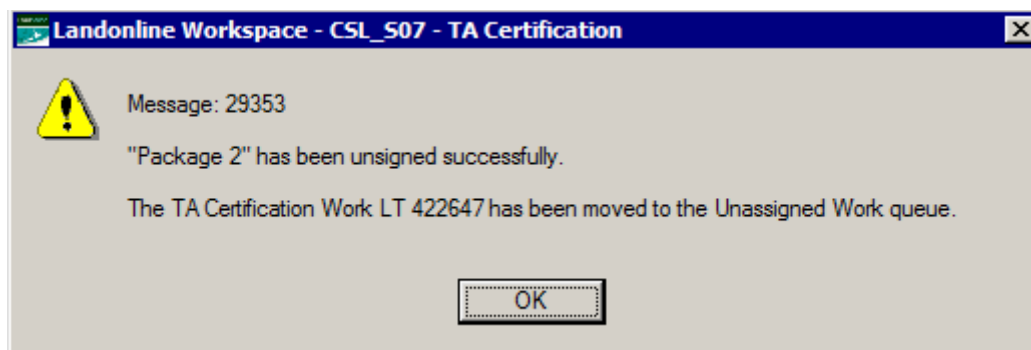 Landonline Workspace - CSL_S07 - TA Certification
Message: 29353
"Package 2" has been unsigned successfully.
The TA Certification Work LT 422647 has been moved to the Unassigned Work queue.
OK